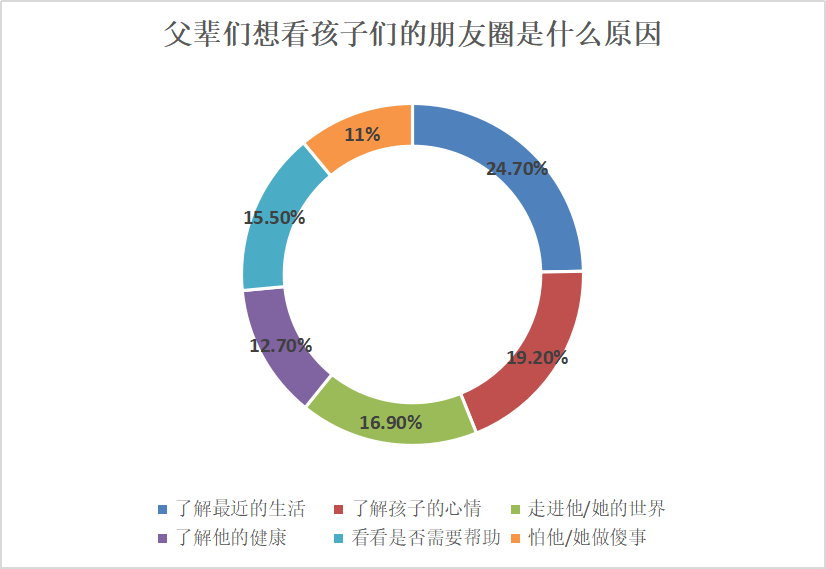 父辈们想看孩子们的朋友圈是什么原因
11%
24.70%
15.50%
12.70%
19.20%
16.90%
了解最近的生活 了解孩子的心情 走进他/她的世界
了解他的健康 看看是否需要帮助 怕他/她做傻事